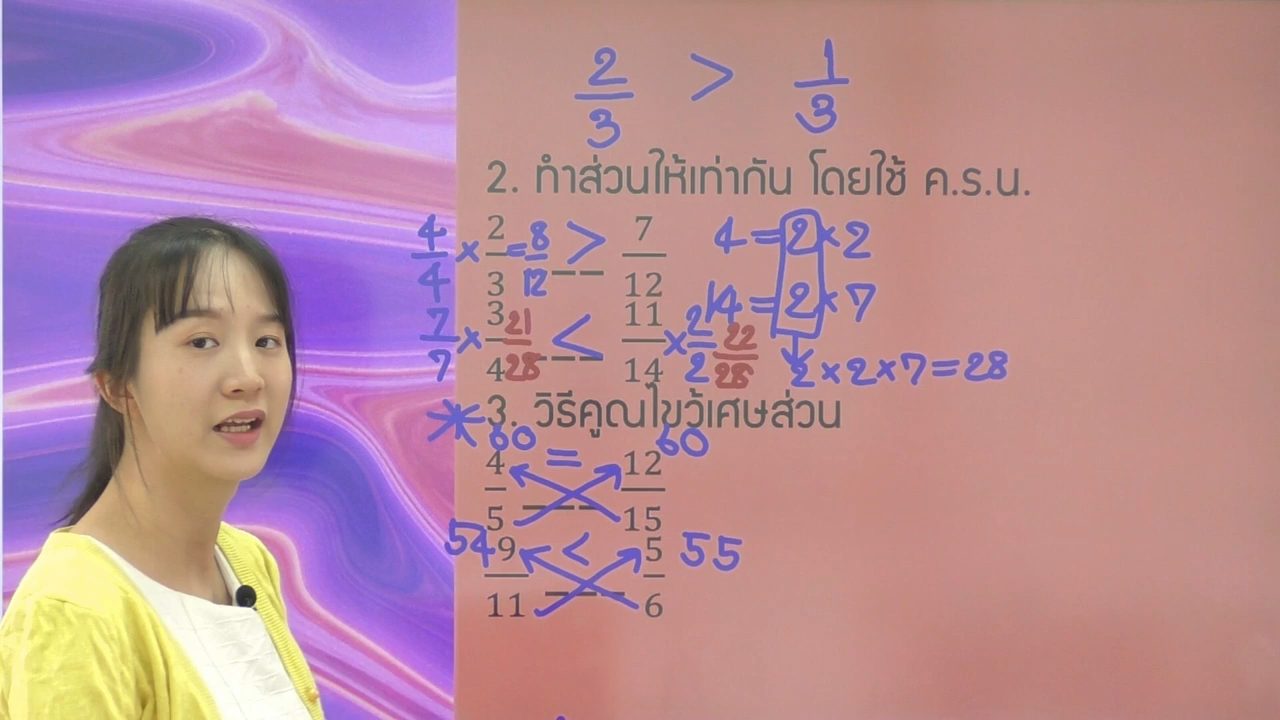 2/3 > 1/3
2. ทำส่วนให้เท่ากัน โดยใช้ ค.ร.น.
4/4 × 2/3 = 8/12 > 7/12
4 = 2 × 2
14 = 2 × 7
7/7 × 3/4 21/28 < 11/14 × 2/2 22/28
2 × 2 × 7 = 28
*3. วิธีคูณไขว้เศษส่วน
60 4/5 = 12/15 60
54 9/11 < 5/6 55